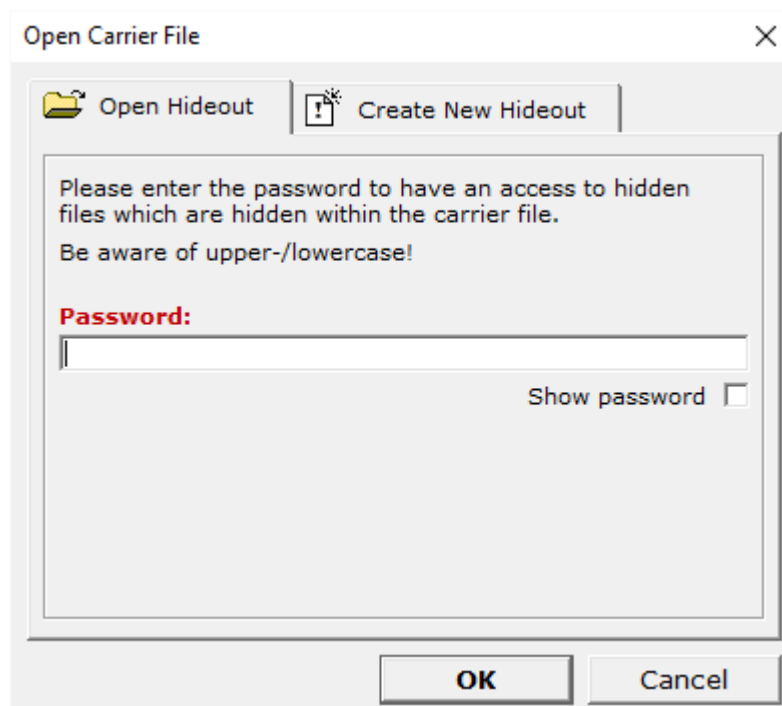 Open Carrier File
Open Hideout
Create New Hideout
Please enter the password to have an access to hidden
files which are hidden within the carrier file.
Be aware of upper-/lowercase!
Password:
Show password
OK
Cancel